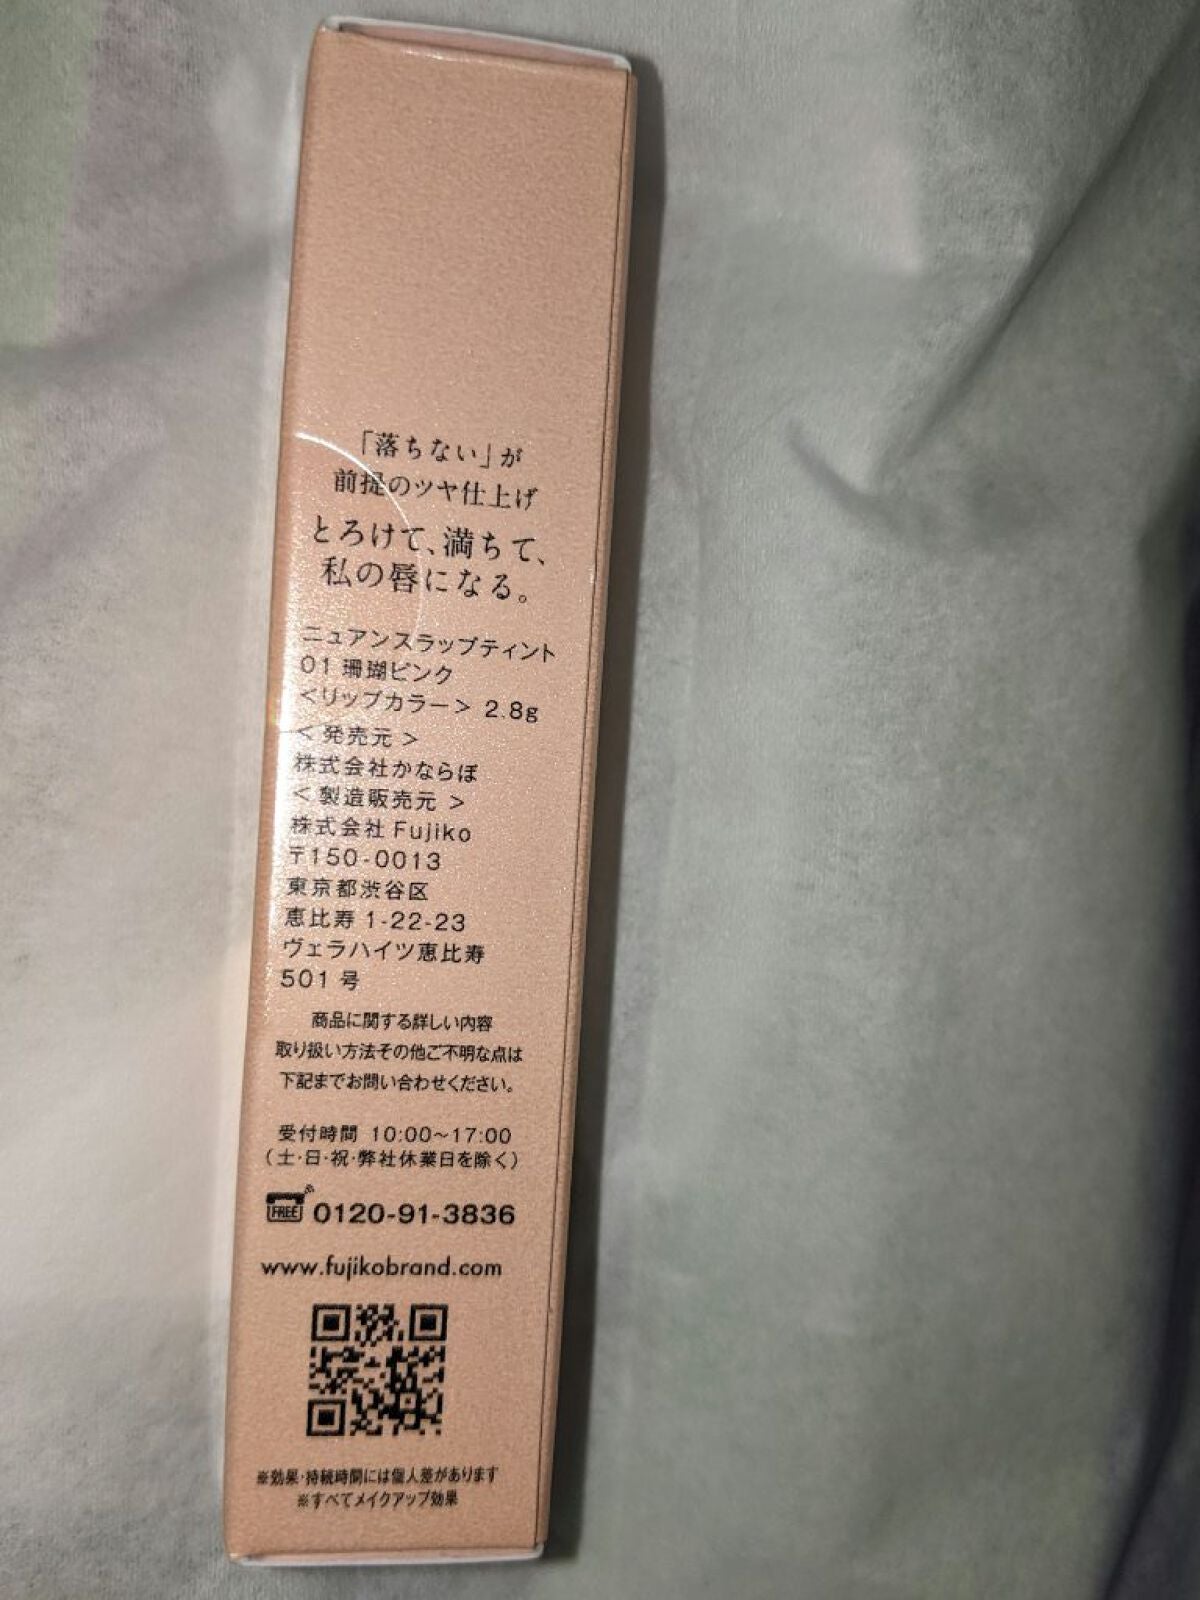 「落ちない」が
前提のツヤ仕上げ
とろけて、満ちて、
私の唇になる。
ニュアンスラップティント
01 珊瑚ピンク
<リップカラー> 2.8g
< 発売元 >
株式会社かならぼ
< 製造販売元 >
株式会社 Fujiko
〒150-0013
東京都渋谷区
恵比寿 1-22-23
ヴェラハイツ恵比寿
501 号
商品に関する詳しい内容
取り扱い方法その他ご不明な点は
下記までお問い合わせください。
受付時間 10:00～17:00
(土･日･祝･弊社休業日を除く)
FREE 0120-91-3836
www.fujikobrand.com
※効果･持続時間には個人差があります
※すべてメイクアップ効果